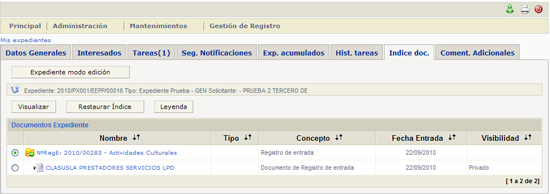 Principal Administración Mantenimientos Gestión de Registro
Mis expedientes
Datos Generales Interesados Tareas(1) Seg. Notificaciones Exp. acumulados Hist. tareas Indice doc. Coment. Adicionales
Expediente modo edición
Expediente: 2010/PX001/EEPP/00016 Tipo: Expediente Prueba - GEN Solicitante: - PRUEBA 2 TERCERO DE
Visualizar Restaurar Índice Leyenda
Documentos Expediente
Nombre Tipo Concepto Fecha Entrada Visibilidad
NºRegE: 2010/00283 - Actividades Culturales Registro de entrada 22/09/2010
CLASUSLA PRESTADORES SERVICIOS LPD Documento de Registro de entrada 22/09/2010 Privado
[ 1 a 2 de 2]